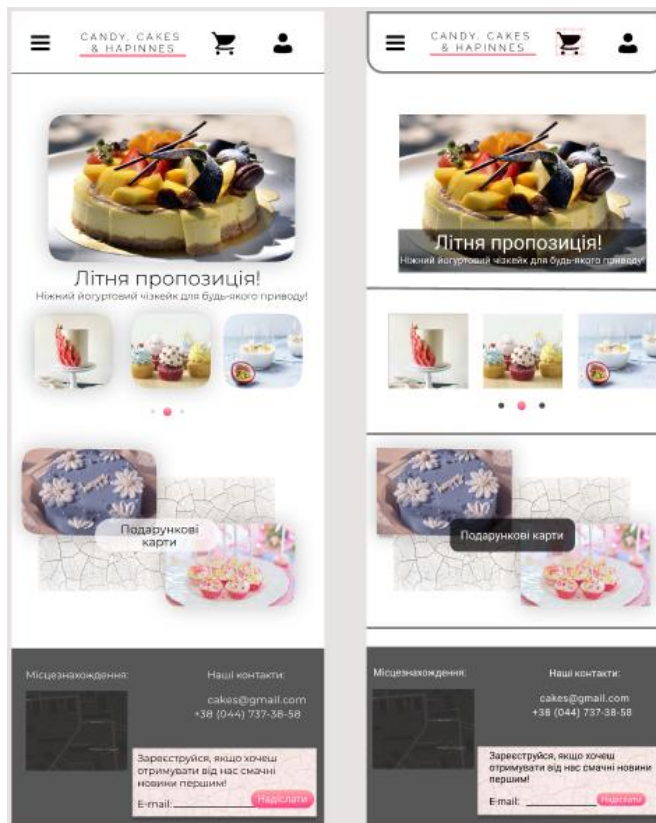 CANDY, CAKES
& HAPINNES
Літня пропозиція!
Ніжний йогуртовий чізкейк для будь-якого приводу!
Подарункові
карти
Місцезнаходження:
Наші контакти:
cakes@gmail.com
+38 (044) 737-38-58
Зареєструйся, якщо хочеш
отримувати від нас смачні
новини першим!
E-mail:
Надіслати
CANDY, CAKES
& HAPINNES
Літня пропозиція!
Ніжний йогуртовий чізкейк для будь-якого приводу!
Подарункові карти
Місцезнаходження:
Наші контакти:
cakes@gmail.com
+38 (044) 737-38-58
Зареєструйся, якщо хочеш
отримувати від нас смачні новини
першим!
E-mail:
Надіслати